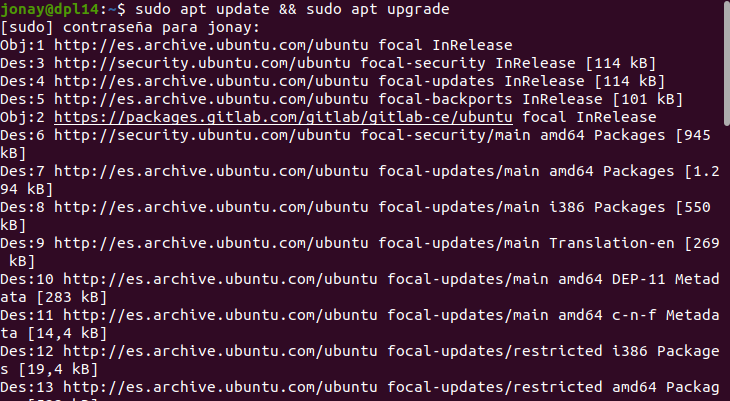 jonay@dpl14:~$ sudo apt update && sudo apt upgrade
[sudo] contraseña para jonay:
Obj:1 http://es.archive.ubuntu.com/ubuntu focal InRelease
Des:3 http://security.ubuntu.com/ubuntu focal-security InRelease [114 kB]
Des:4 http://es.archive.ubuntu.com/ubuntu focal-updates InRelease [114 kB]
Des:5 http://es.archive.ubuntu.com/ubuntu focal-backports InRelease [101 kB]
Obj:2 https://packages.gitlab.com/gitlab/gitlab-ce/ubuntu focal InRelease
Des:6 http://security.ubuntu.com/ubuntu focal-security/main amd64 Packages [945
kB]
Des:7 http://es.archive.ubuntu.com/ubuntu focal-updates/main amd64 Packages [1.2
94 kB]
Des:8 http://es.archive.ubuntu.com/ubuntu focal-updates/main i386 Packages [550
kB]
Des:9 http://es.archive.ubuntu.com/ubuntu focal-updates/main Translation-en [269
kB]
Des:10 http://es.archive.ubuntu.com/ubuntu focal-updates/main amd64 DEP-11 Metad
ata [283 kB]
Des:11 http://es.archive.ubuntu.com/ubuntu focal-updates/main amd64 c-n-f Metada
ta [14,4 kB]
Des:12 http://es.archive.ubuntu.com/ubuntu focal-updates/restricted i386 Package
s [19,4 kB]
Des:13 http://es.archive.ubuntu.com/ubuntu focal-updates/restricted amd64 Packag